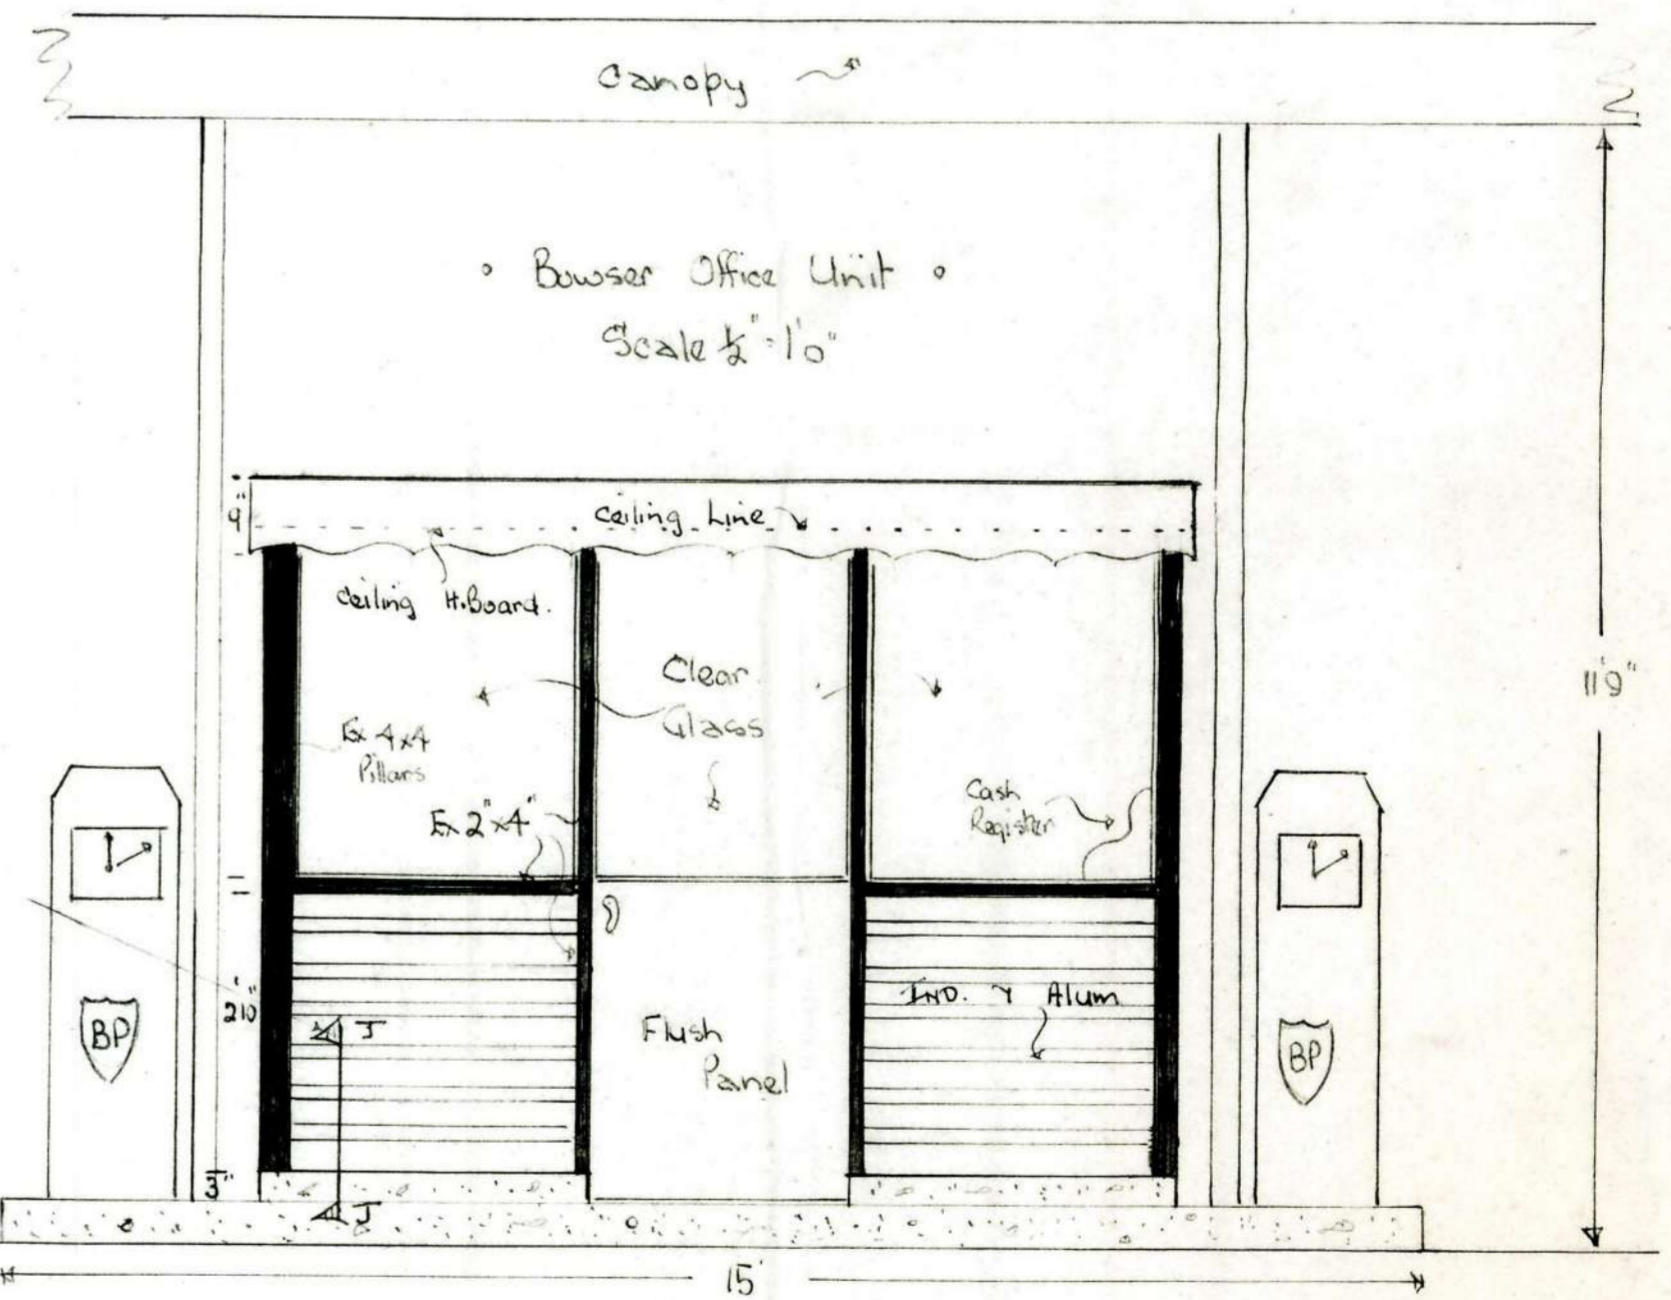 Canopy
Bowser Office Unit
Scale ½" = 1'0"
9"
Ceiling Line
Ceiling H.Board.
Clear
Glass
Ex 4x4
Pillars
Ex 2"x4"
Cash
Register
11'9"
2'10"
IND. Y Alum
BP
J
Flush
Panel
BP
3"
J
15'